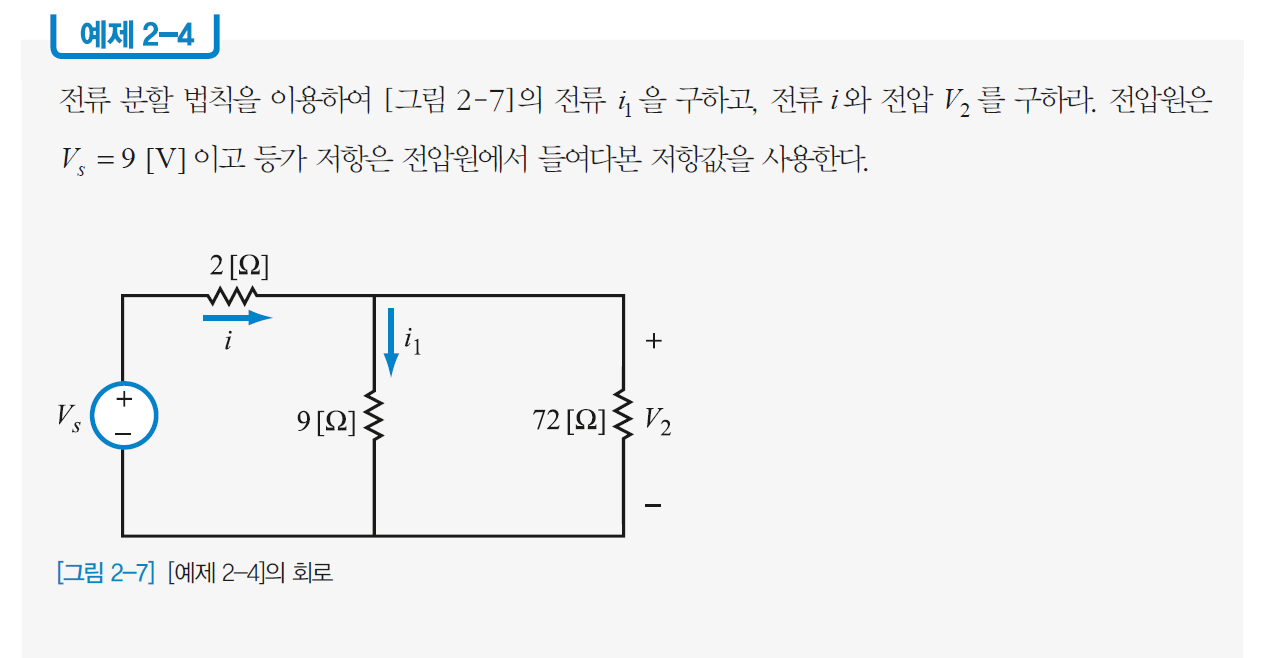 예제 2-4
전류 분할 법칙을 이용하여 [그림 2-7]의 전류 i₁을 구하고, 전류 i와 전압 V₂를 구하라. 전압원은
Vₛ = 9 [V]이고 등가 저항은 전압원에서 들여다본 저항값을 사용한다.
2 [Ω]
i
i₁
+
Vₛ
+
−
9 [Ω]
72 [Ω]
V₂
−
[그림 2-7] [예제 2-4]의 회로